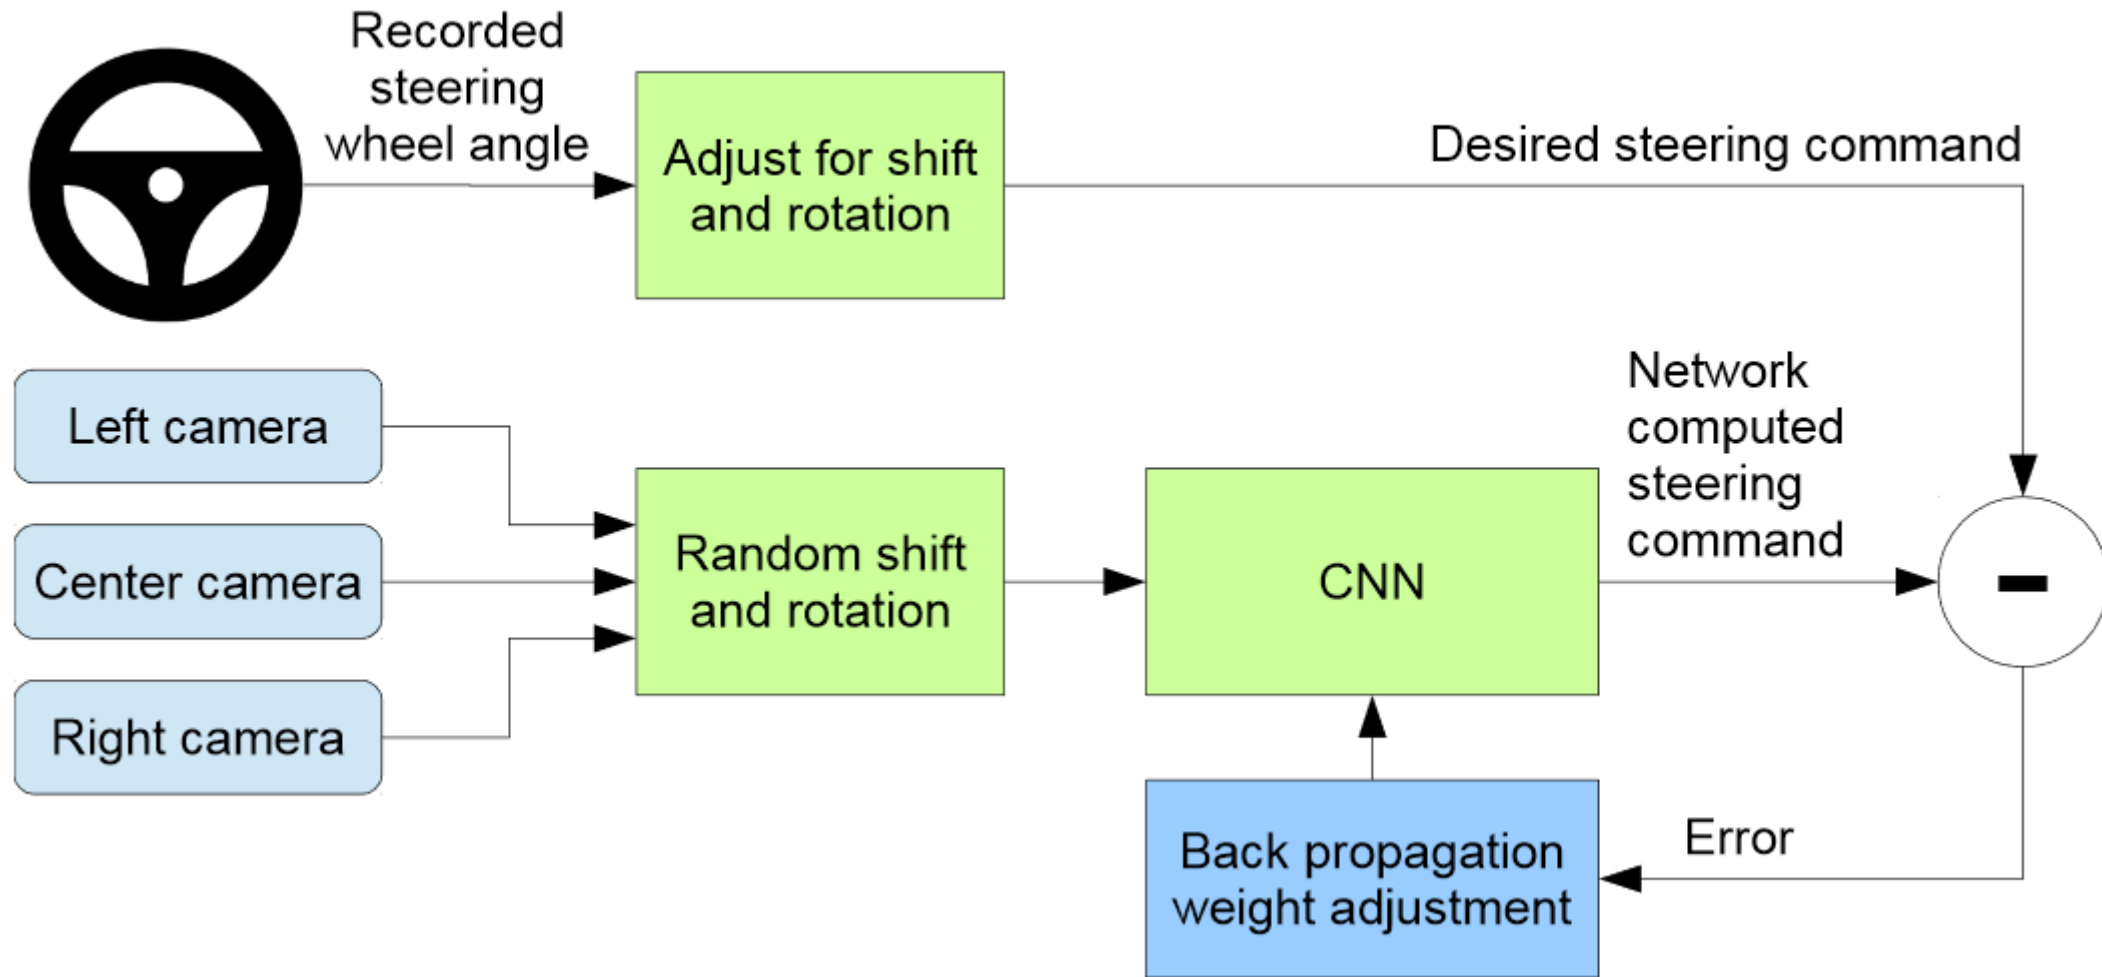 Recorded
steering
wheel angle
Adjust for shift
and rotation
Desired steering command
Left camera
Center camera
Right camera
Random shift
and rotation
CNN
Network
computed
steering
command
-
Back propagation
weight adjustment
Error